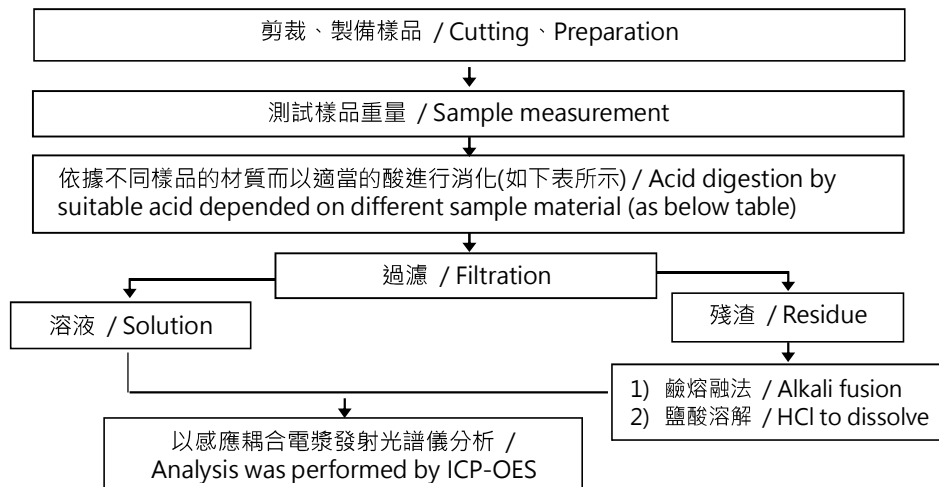 剪裁、製備樣品 / Cutting、Preparation
測試樣品重量 / Sample measurement
依據不同樣品的材質而以適當的酸進行消化(如下表所示) / Acid digestion by
suitable acid depended on different sample material (as below table)
過濾 / Filtration
溶液 / Solution
殘渣 / Residue
1) 鹼熔融法 / Alkali fusion
2) 鹽酸溶解 / HCl to dissolve
以感應耦合電漿發射光譜儀分析 /
Analysis was performed by ICP-OES